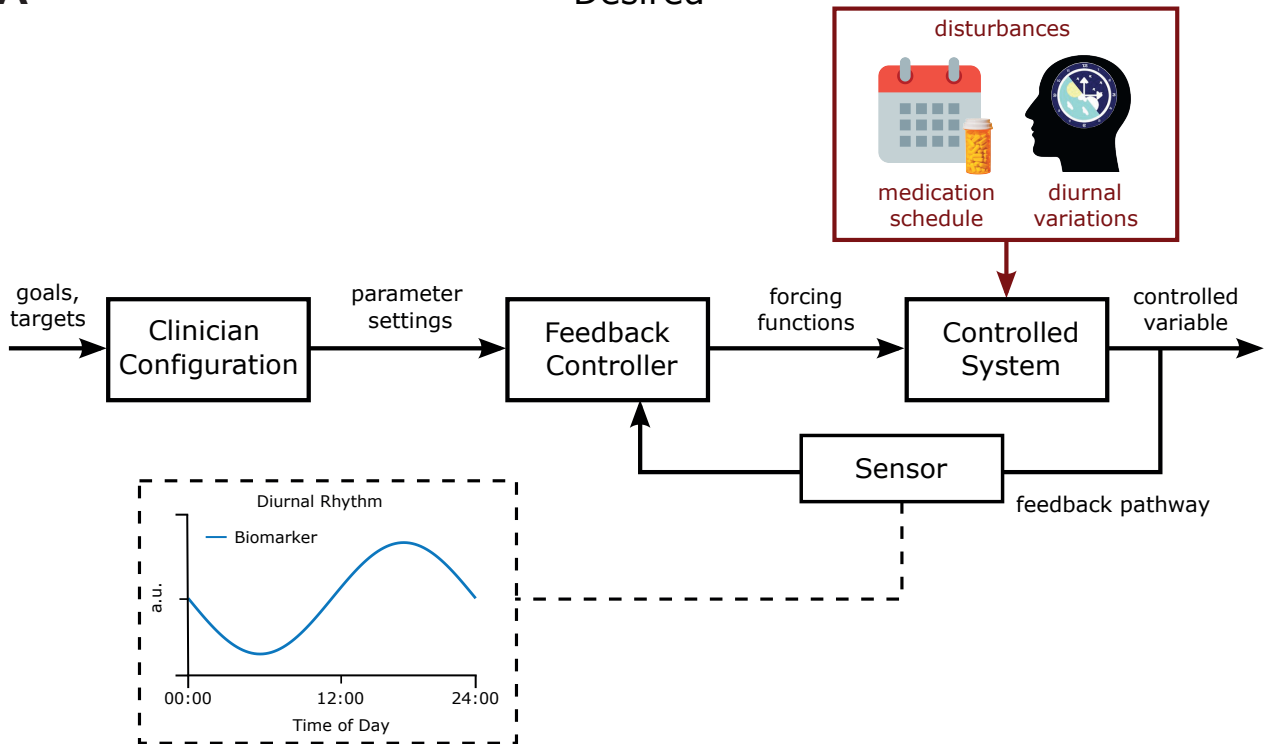 A
Desired
disturbances
medication
schedule
diurnal
variations
goals,
targets
Clinician
Configuration
parameter
settings
Feedback
Controller
forcing
functions
Controlled
System
controlled
variable
Sensor
feedback pathway
Diurnal Rhythm
Biomarker
a.u.
00:00
12:00
24:00
Time of Day